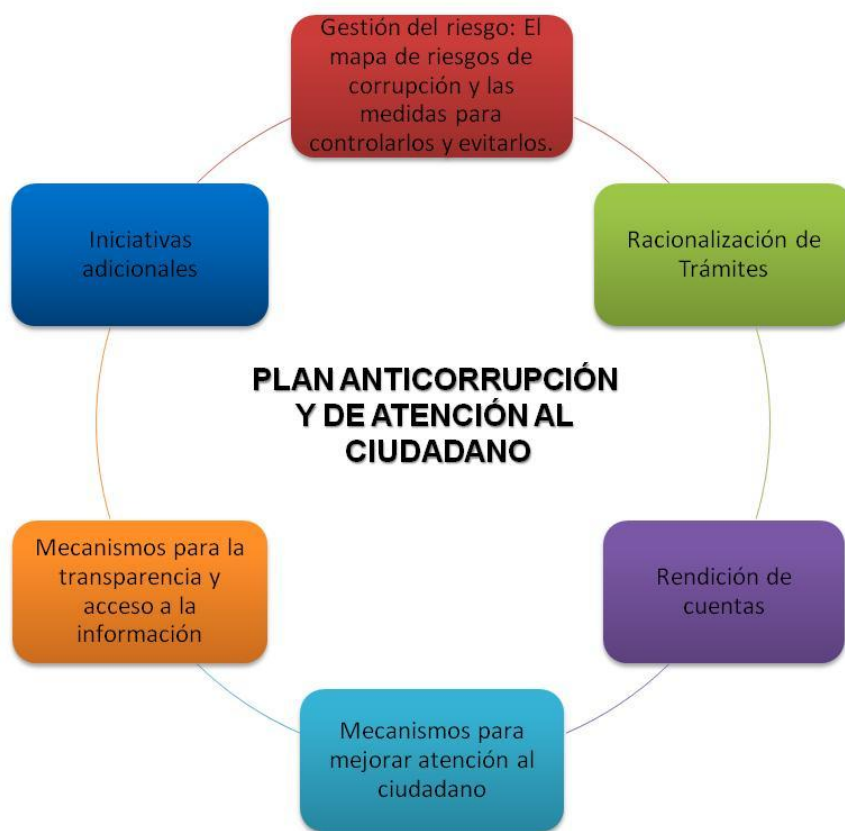 Gestión del riesgo: El
mapa de riesgos de
corrupción y las
medidas para
controlarlos y evitarlos.
Racionalización de
Trámites
Rendición de
cuentas
Mecanismos para
mejorar atención al
ciudadano
Mecanismos para la
transparencia y
acceso a la
información
Iniciativas
adicionales
PLAN ANTICORRUPCIÓN
Y DE ATENCIÓN AL
CIUDADANO